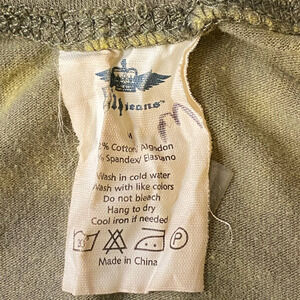 M
% Cotton/ Algodon
% Spandex/ Elastano
Wash in cold water
Wash with like colors
Do not bleach
Hang to dry
Cool iron if needed
P
Made in China